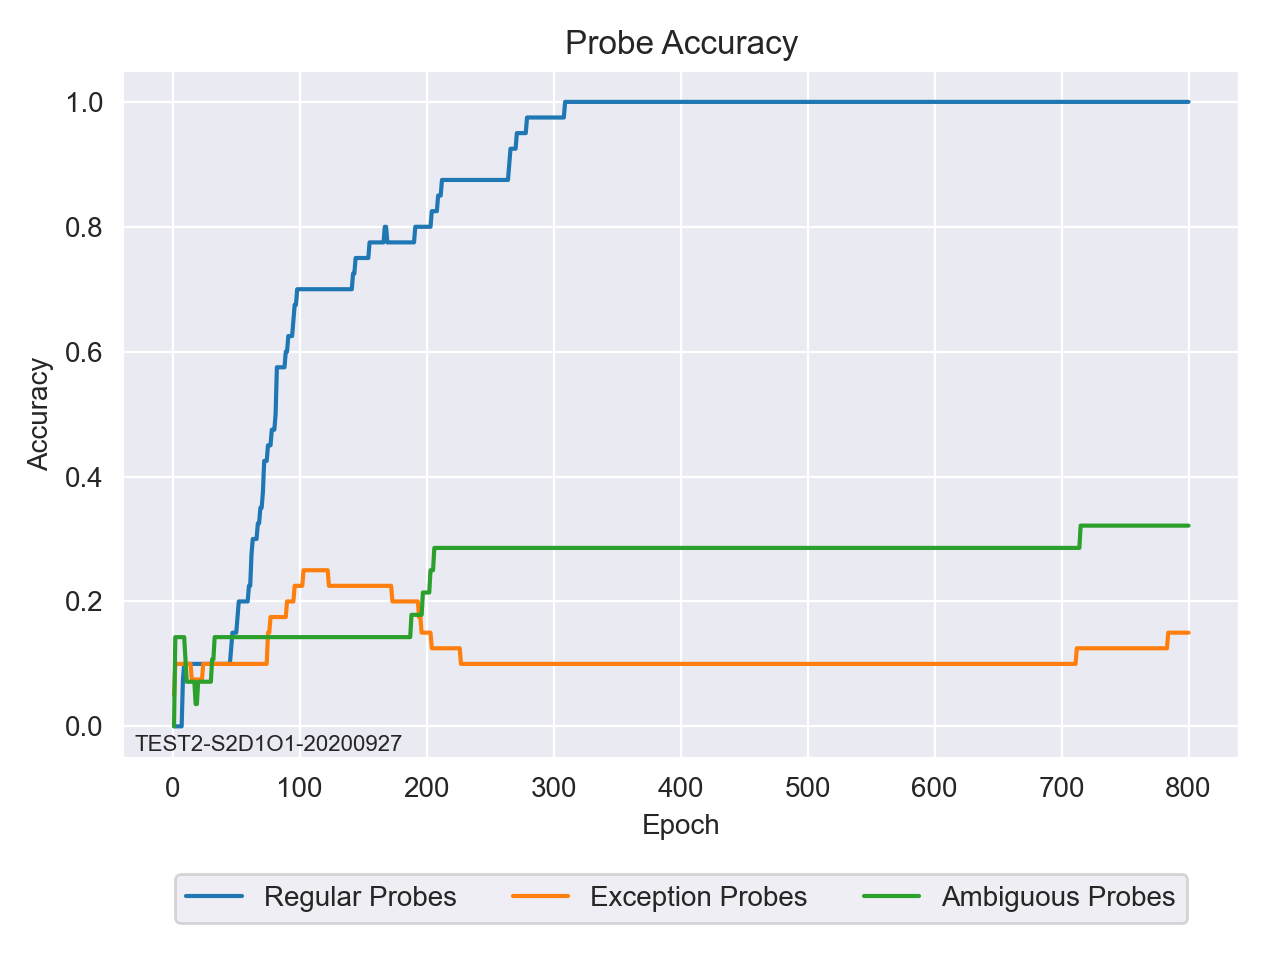 Probe Accuracy
1.0
0.8
0.6
0.4
0.2
0.0
Accuracy
TEST2-S2D1O1-20200927
0 100 200 300 400 500 600 700 800
Epoch
Regular Probes Exception Probes Ambiguous Probes